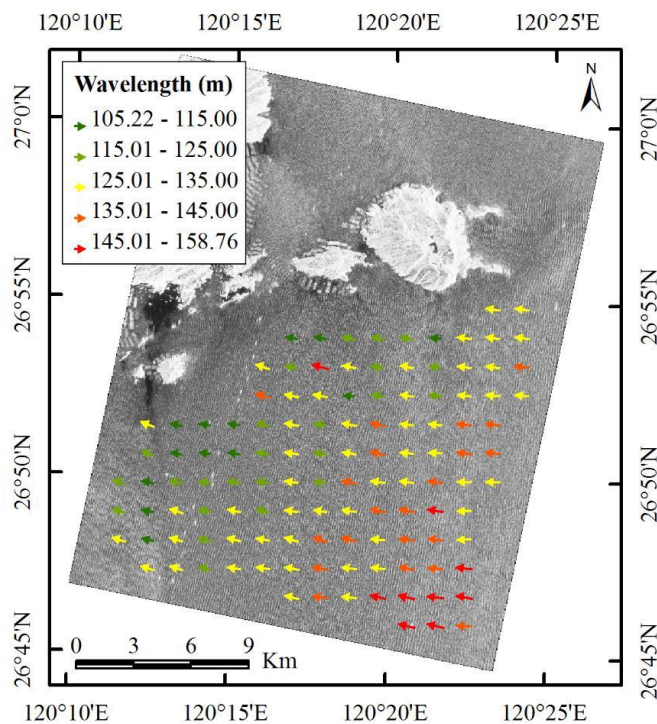 120°10'E 120°15'E 120°20'E 120°25'E
Wavelength (m)
105.22 - 115.00
115.01 - 125.00
125.01 - 135.00
135.01 - 145.00
145.01 - 158.76
N
27°0'N
27°0'N
26°55'N
26°55'N
26°50'N
26°50'N
26°45'N
26°45'N
0 3 6 9
Km
120°10'E 120°15'E 120°20'E 120°25'E